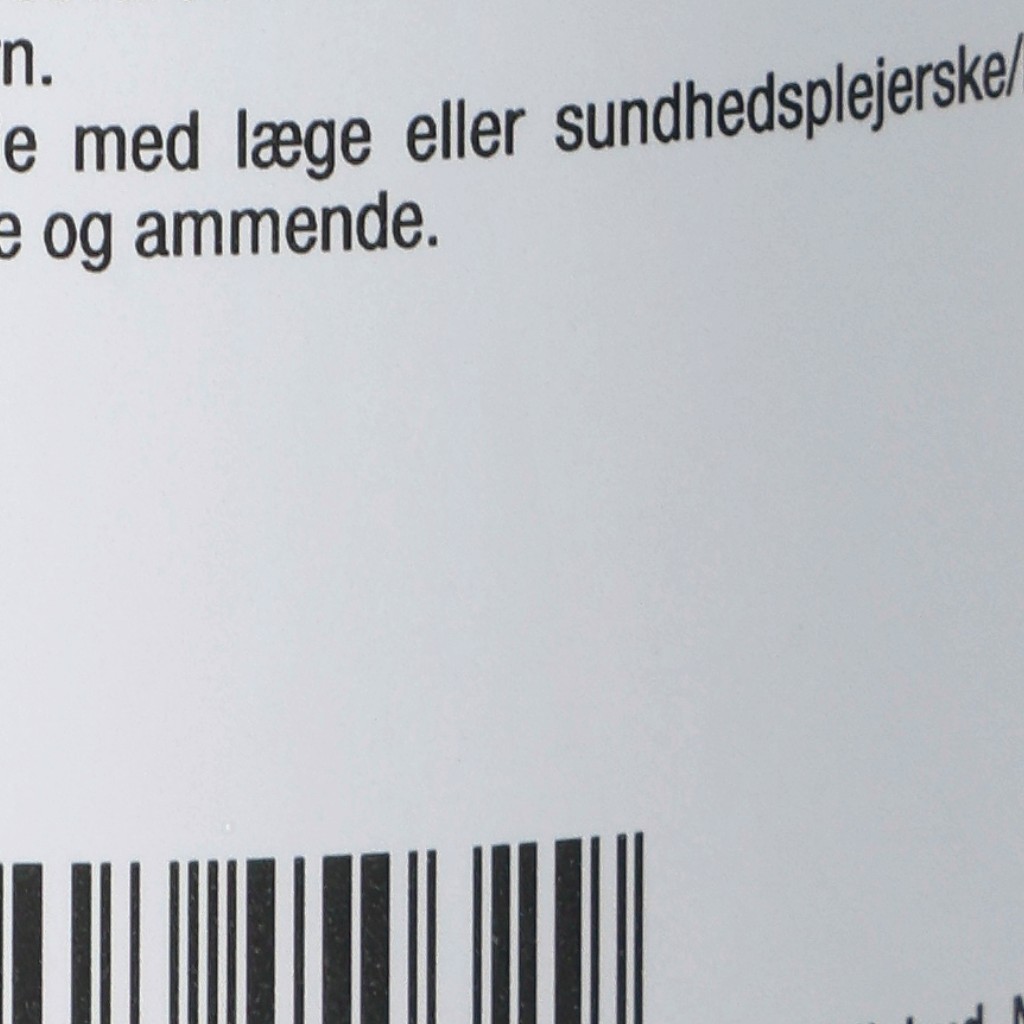 med læge eller sundhedsplejerske/
og ammende.